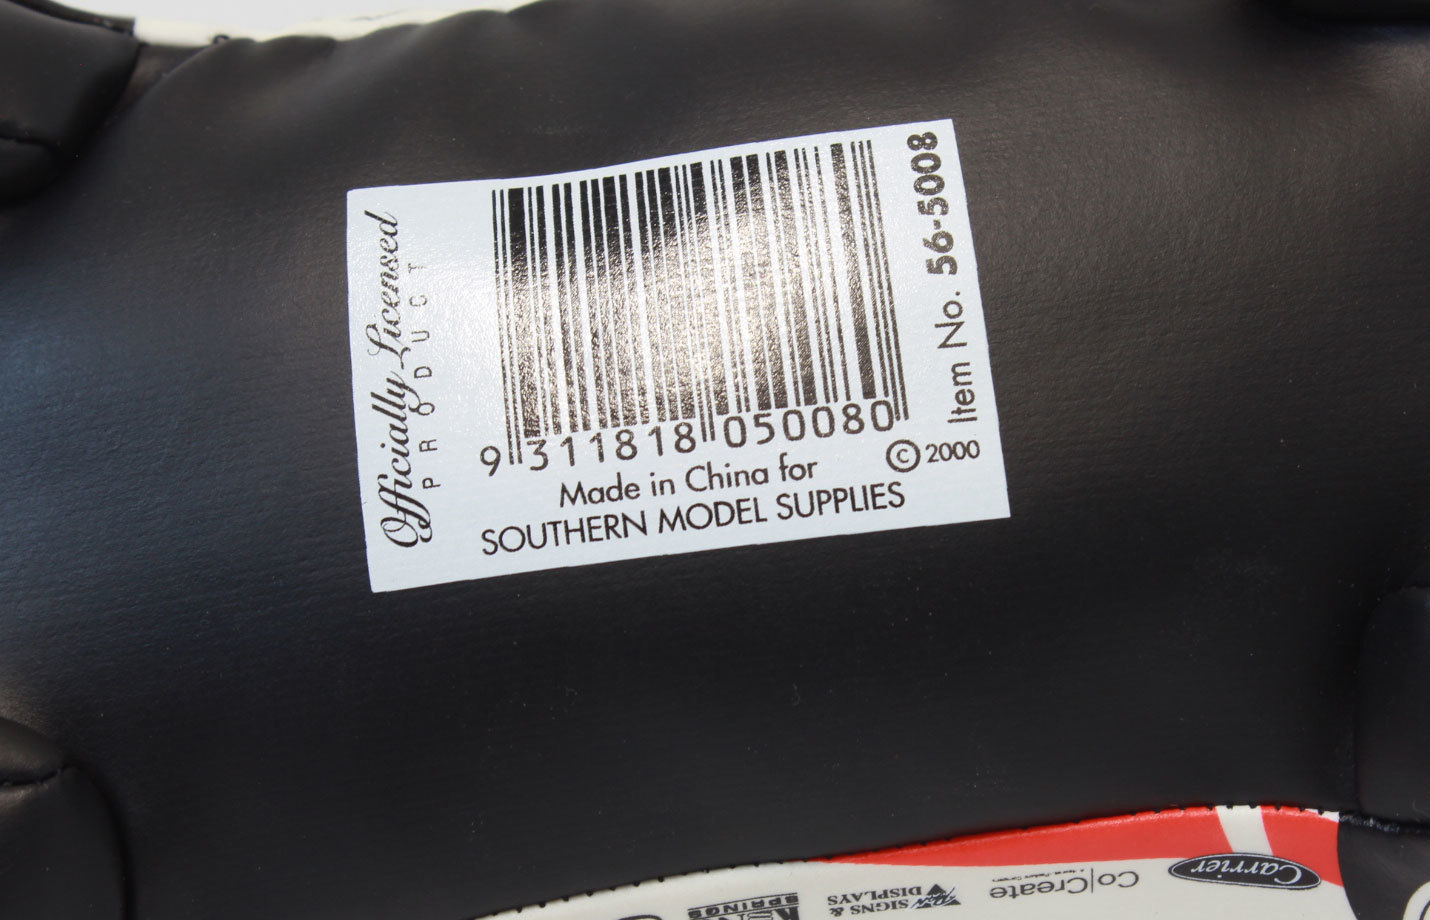 Officially Licensed
PRODUCT
Item No. 56-5008
9 311818 050080
© 2000
Made in China for
SOUTHERN MODEL SUPPLIES
Carrier
Co|Create
SIGNS &
DISPLAYS
SPRINGS